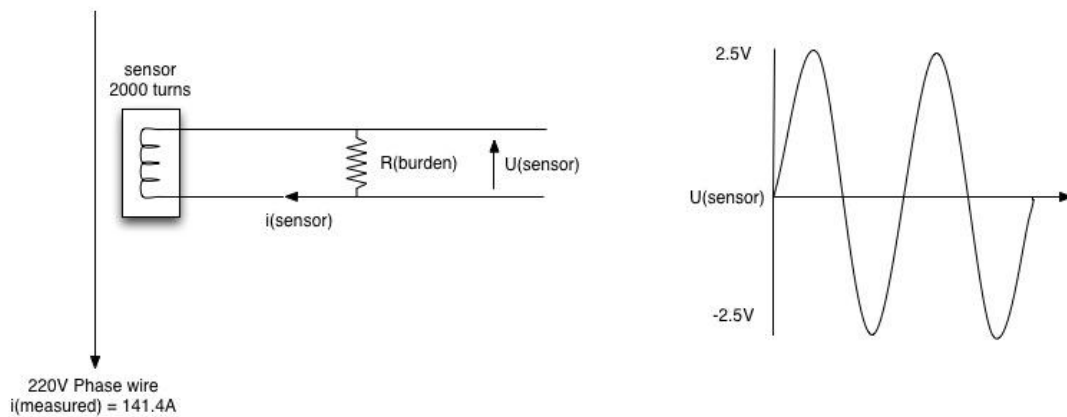 sensor
2000 turns
R(burden)
U(sensor)
i(sensor)
220V Phase wire
i(measured) = 141.4A
2.5V
U(sensor)
-2.5V